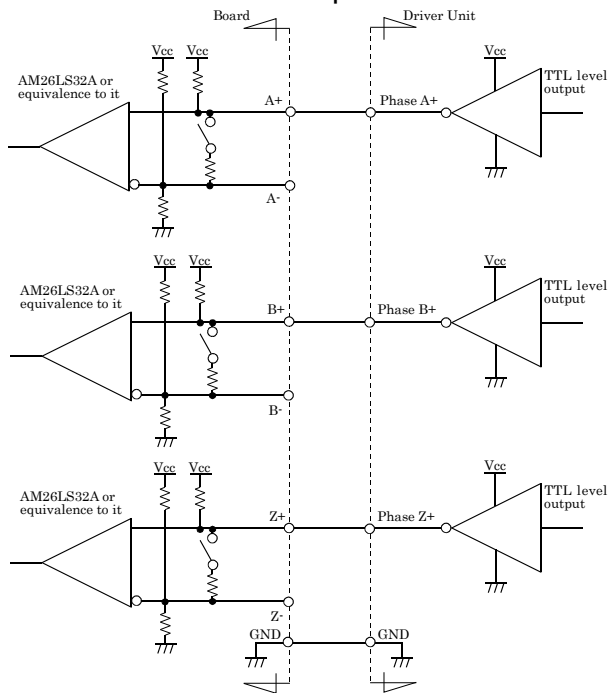 Board
Driver Unit
Vcc Vcc
Vcc
AM26LS32A or
equivalence to it
TTL level
output
A+
Phase A+
A-
Vcc Vcc
Vcc
AM26LS32A or
equivalence to it
TTL level
output
B+
Phase B+
B-
Vcc Vcc
Vcc
AM26LS32A or
equivalence to it
TTL level
output
Z+
Phase Z+
Z-
GND
GND